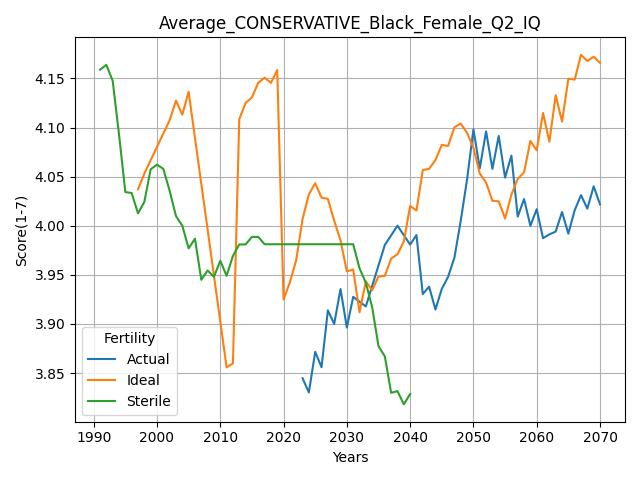 Average_CONSERVATIVE_Black_Female_Q2_IQ
Score(1-7)
4.15
4.10
4.05
4.00
3.95
3.90
3.85
Fertility
Actual
Ideal
Sterile
1990 2000 2010 2020 2030 2040 2050 2060 2070
Years